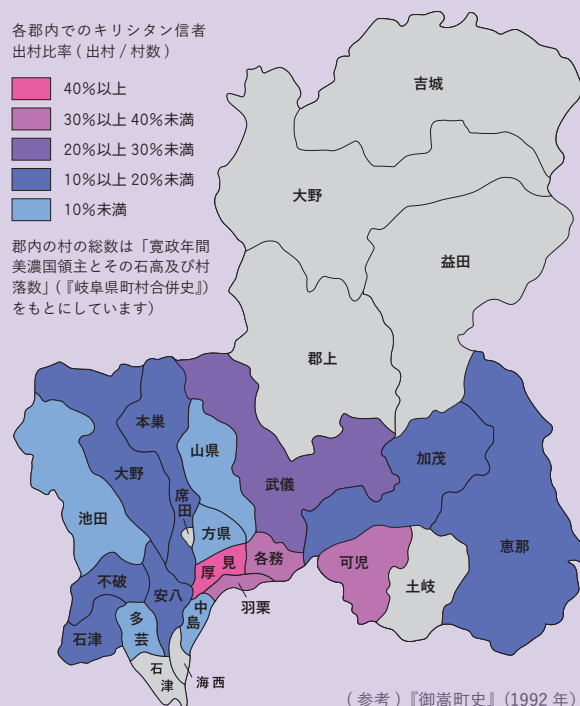 各郡内でのキリシタン信者
出村比率 ( 出村 / 村数 )
40%以上
30%以上 40%未満
20%以上 30%未満
10%以上 20%未満
10%未満
郡内の村の総数は「寛政年間
美濃国領主とその石高及び村
落数」(『岐阜県町村合併史』)
をもとにしています)
吉城
大野
益田
郡上
本巣
山県
加茂
大野
武儀
席田
池田
方県
恵那
厚見
各務
可児
土岐
不破
安八
羽栗
中島
多芸
石津
石津
海西
( 参考 )『御嵩町史』(1992 年)